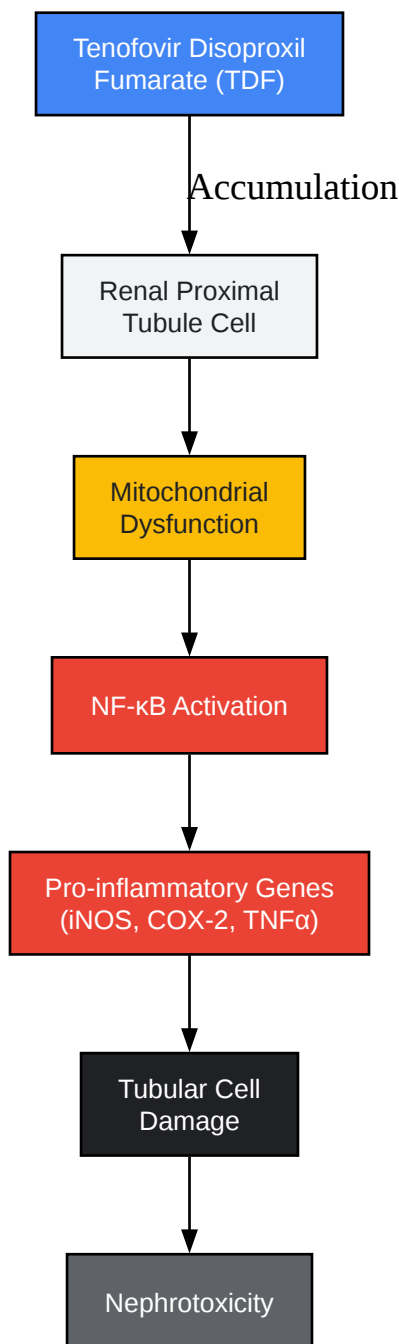 Tenofovir Disoproxil
Fumarate (TDF)
Accumulation
Renal Proximal
Tubule Cell
Mitochondrial
Dysfunction
NF-κB Activation
Pro-inflammatory Genes
(iNOS, COX-2, TNFα)
Tubular Cell
Damage
Nephrotoxicity